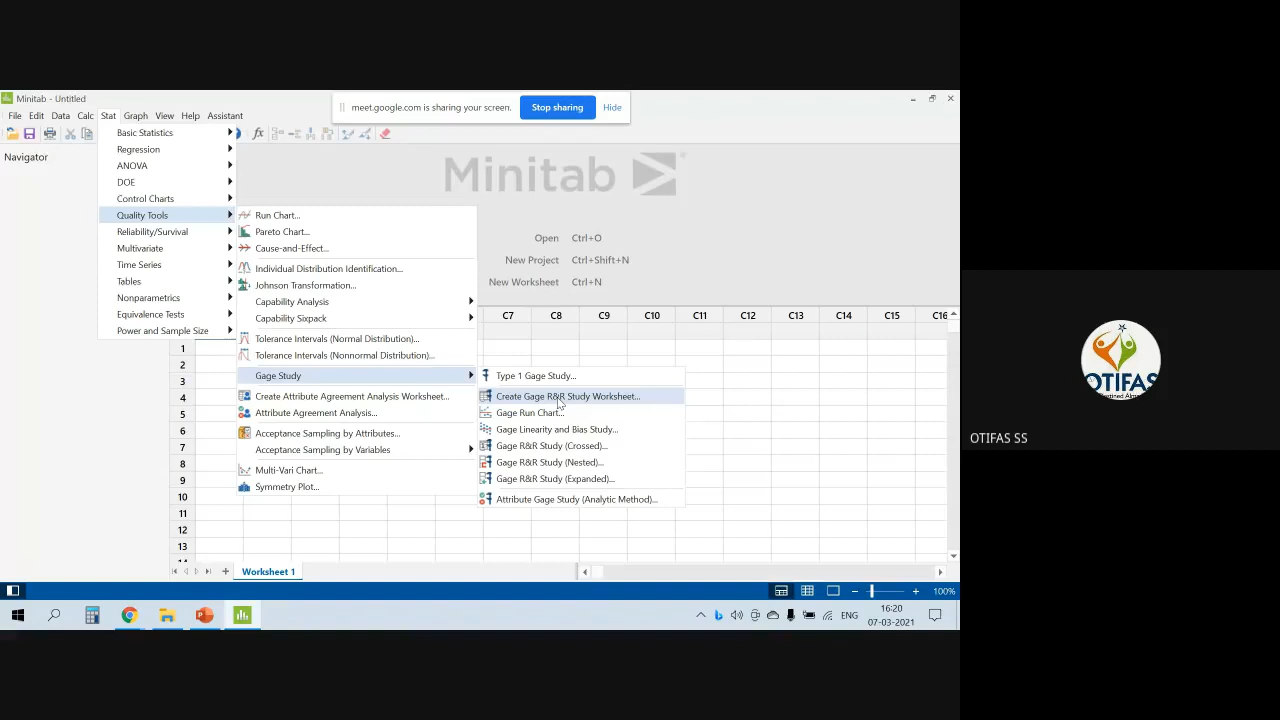 Minitab - Untitled
meet.google.com is sharing your screen.
Stop sharing
Hide
File Edit Data Calc Stat Graph View Help Assistant
Navigator
Basic Statistics
Regression
ANOVA
DOE
Control Charts
Quality Tools
Reliability/Survival
Multivariate
Time Series
Tables
Nonparametrics
Equivalence Tests
Power and Sample Size
Run Chart...
Pareto Chart...
Cause-and-Effect...
Individual Distribution Identification...
Johnson Transformation...
Capability Analysis
Capability Sixpack
Tolerance Intervals (Normal Distribution)...
Tolerance Intervals (Nonnormal Distribution)...
Gage Study
Create Attribute Agreement Analysis Worksheet...
Attribute Agreement Analysis...
Acceptance Sampling by Attributes...
Acceptance Sampling by Variables
Multi-Vari Chart...
Symmetry Plot...
Type 1 Gage Study...
Create Gage R&R Study Worksheet...
Gage Run Chart...
Gage Linearity and Bias Study...
Gage R&R Study (Crossed)...
Gage R&R Study (Nested)...
Gage R&R Study (Expanded)...
Attribute Gage Study (Analytic Method)...
Minitab
Open Ctrl+O
New Project Ctrl+Shift+N
New Worksheet Ctrl+N
C7 C8 C9 C10 C11 C12 C13 C14 C15 C16
1
2
3
4
5
6
7
8
9
10
11
12
13
14
Worksheet 1
100%
ENG
16:20
07-03-2021
OTIFAS
OTIFAS SS